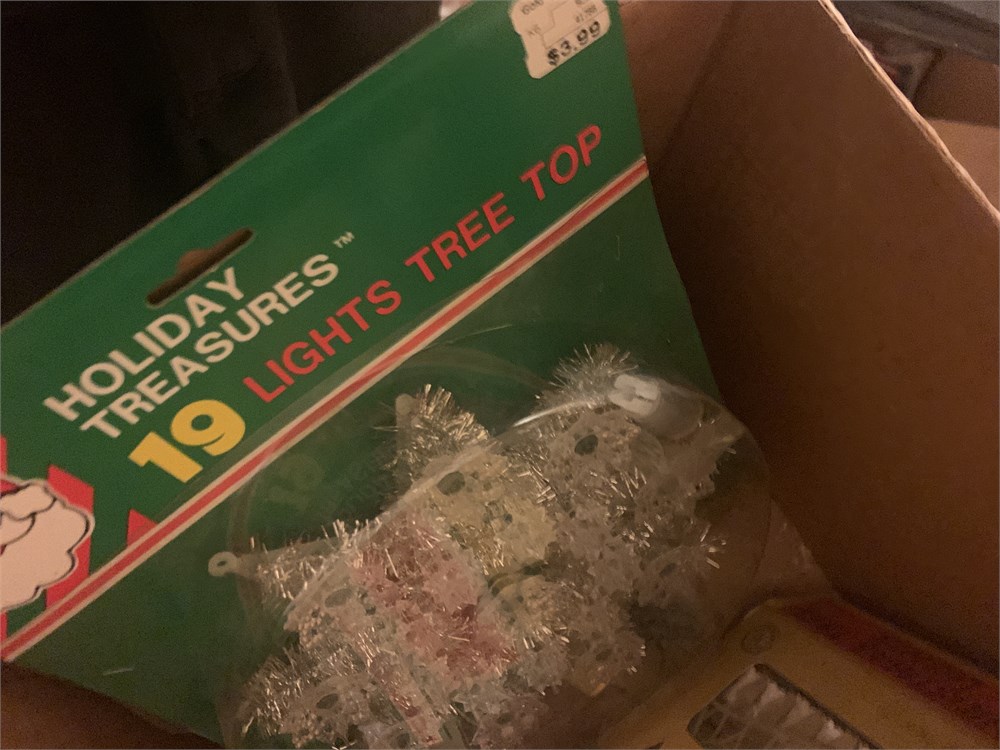 $3.99
HOLIDAY
TREASURES™
19 LIGHTS TREE TOP